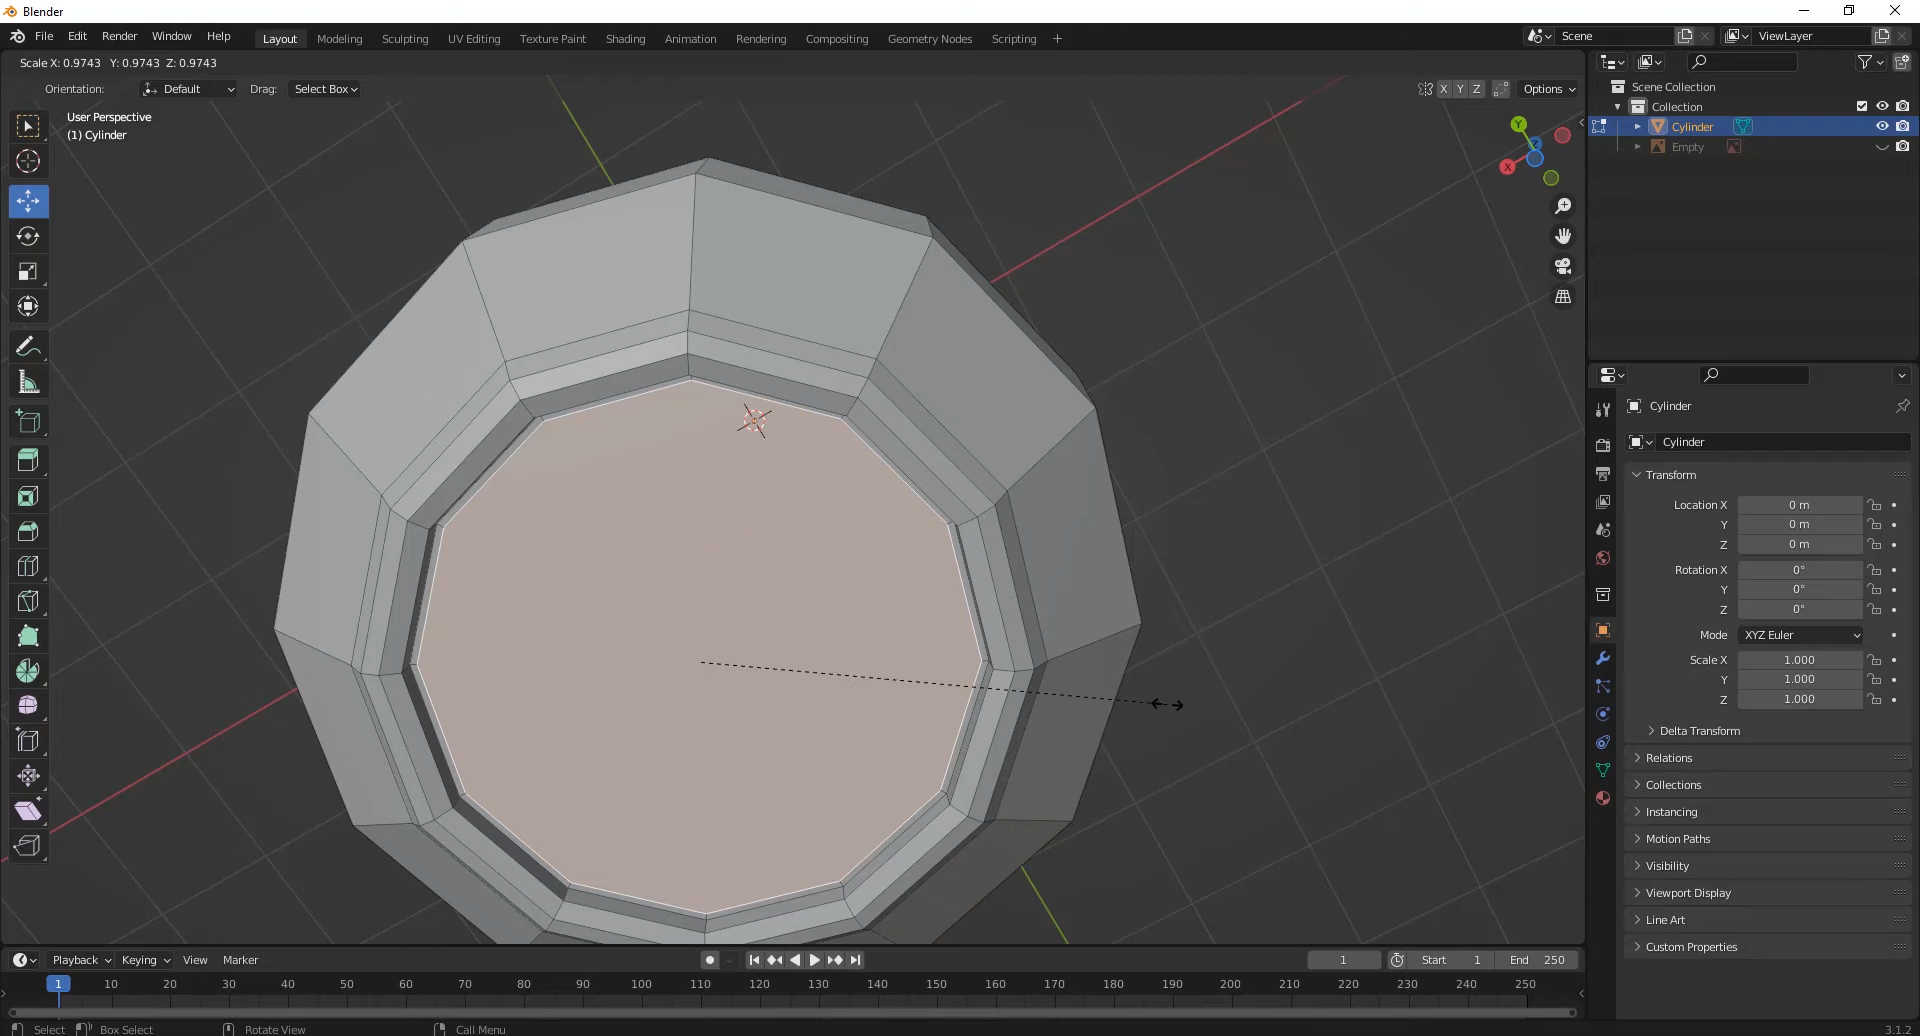 Blender
File Edit Render Window Help
Layout Modeling Sculpting UV Editing Texture Paint Shading Animation Rendering Compositing Geometry Nodes Scripting +
Scene
ViewLayer
Scale X: 0.9743 Y: 0.9743 Z: 0.9743
Orientation: Default Drag: Select Box
X Y Z Options
User Perspective
(1) Cylinder
Y
X
Z
Scene Collection
Collection
Cylinder
Empty
Cylinder
Cylinder
Transform
Location X 0 m
Y 0 m
Z 0 m
Rotation X 0°
Y 0°
Z 0°
Mode XYZ Euler
Scale X 1.000
Y 1.000
Z 1.000
Delta Transform
Relations
Collections
Instancing
Motion Paths
Visibility
Viewport Display
Line Art
Custom Properties
Playback Keying View Marker
1 Start 1 End 250
1 10 20 30 40 50 60 70 80 90 100 110 120 130 140 150 160 170 180 190 200 210 220 230 240 250
Select Box Select Rotate View Call Menu 3.1.2